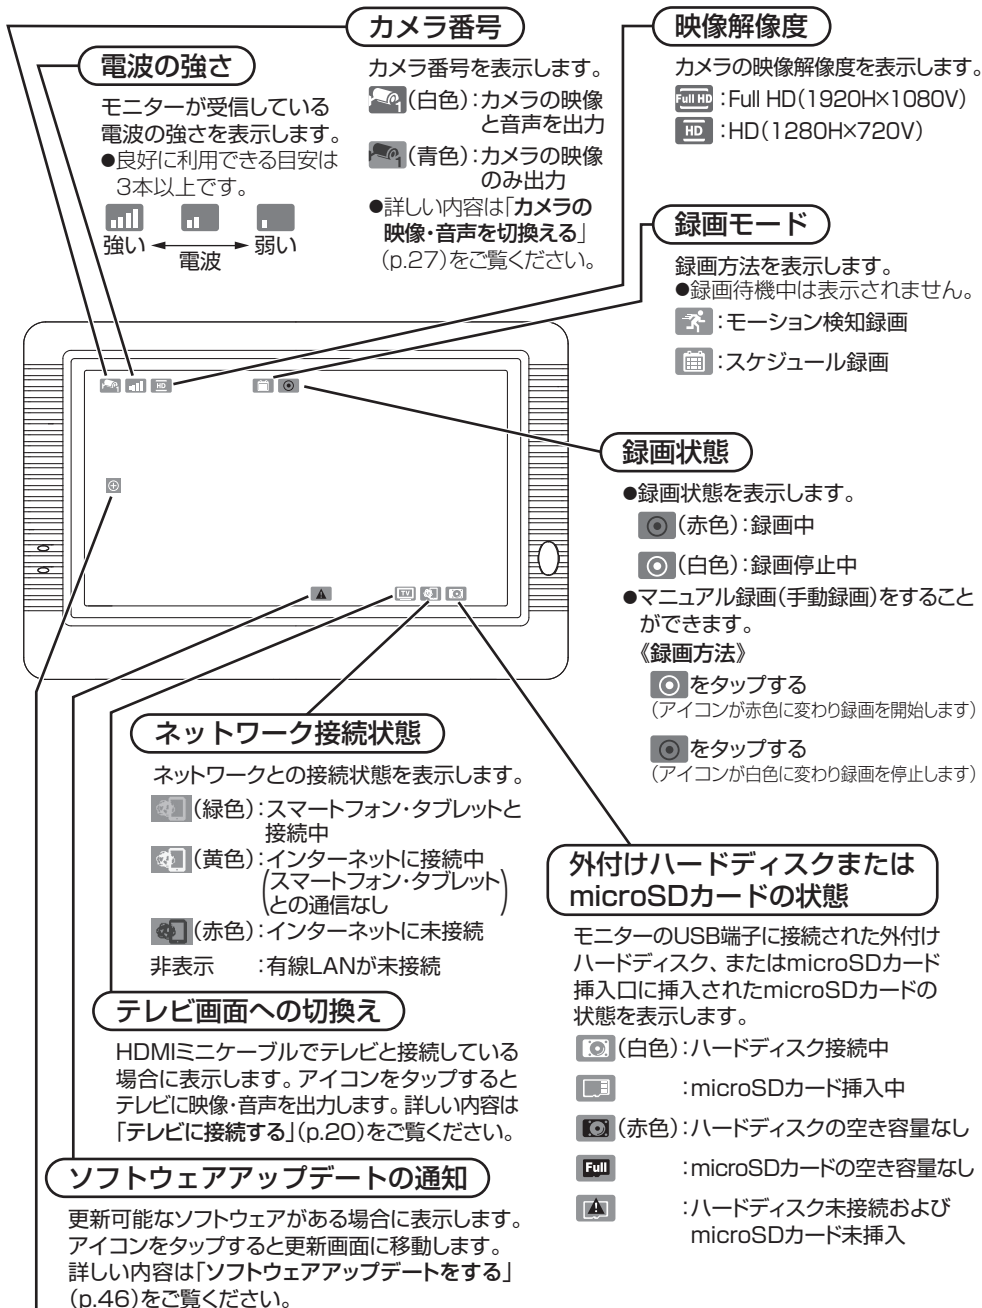 カメラ番号
カメラ番号を表示します。
(白色):カメラの映像
と音声を出力
(青色):カメラの映像
のみ出力
●詳しい内容は「カメラの
映像・音声を切換える」
(p.27)をご覧ください。
電波の強さ
モニターが受信している
電波の強さを表示します。
●良好に利用できる目安は
3本以上です。
強い 電波 弱い
映像解像度
カメラの映像解像度を表示します。
Full HD :Full HD(1920H×1080V)
HD :HD(1280H×720V)
録画モード
録画方法を表示します。
●録画待機中は表示されません。
:モーション検知録画
:スケジュール録画
HD
TV
録画状態
●録画状態を表示します。
(赤色):録画中
(白色):録画停止中
●マニュアル録画(手動録画)をすること
ができます。
《録画方法》
をタップする
(アイコンが赤色に変わり録画を開始します)
をタップする
(アイコンが白色に変わり録画を停止します)
ネットワーク接続状態
ネットワークとの接続状態を表示します。
(緑色):スマートフォン・タブレットと
接続中
(黄色):インターネットに接続中
(スマートフォン・タブレット
との通信なし)
(赤色):インターネットに未接続
非表示 :有線LANが未接続
テレビ画面への切換え
HDMIミニケーブルでテレビと接続している
場合に表示します。アイコンをタップすると
テレビに映像・音声を出力します。詳しい内容は
「テレビに接続する」(p.20)をご覧ください。
ソフトウェアアップデートの通知
更新可能なソフトウェアがある場合に表示します。
アイコンをタップすると更新画面に移動します。
詳しい内容は「ソフトウェアアップデートをする」
(p.46)をご覧ください。
外付けハードディスクまたは
microSDカードの状態
モニターのUSB端子に接続された外付け
ハードディスク、またはmicroSDカード
挿入口に挿入されたmicroSDカードの
状態を表示します。
(白色):ハードディスク接続中
:microSDカード挿入中
(赤色):ハードディスクの空き容量なし
Full :microSDカードの空き容量なし
:ハードディスク未接続および
microSDカード未挿入